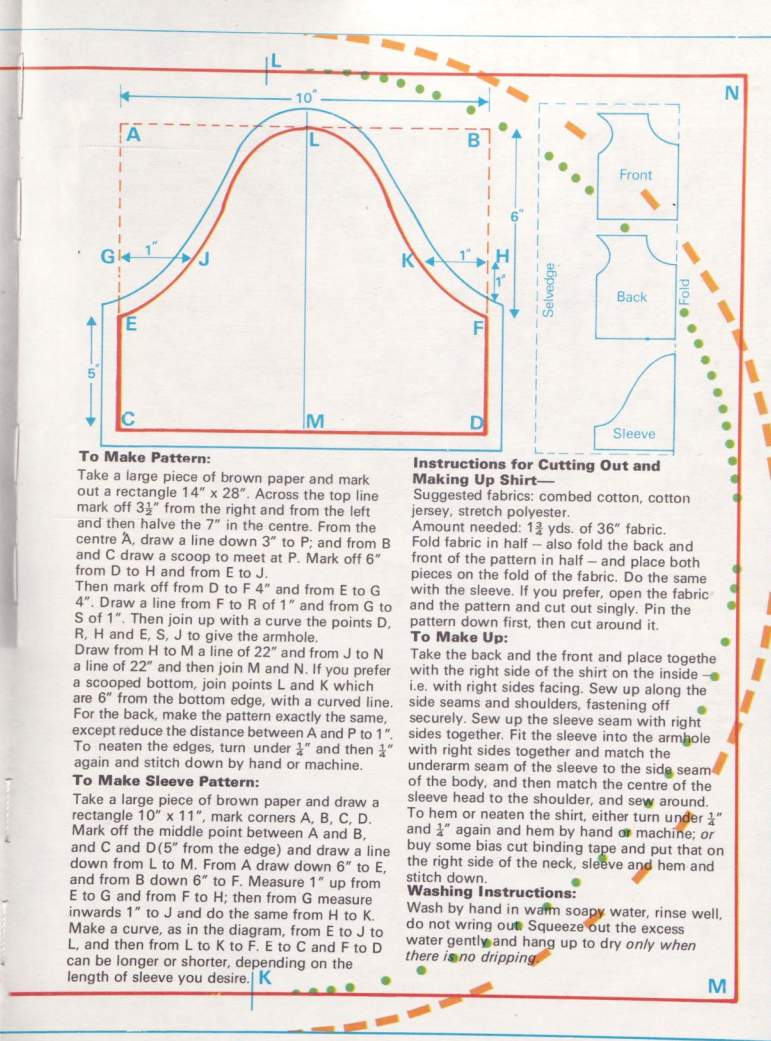 L
N
10"
A
L
B
Front
6"
G
1"
J
K
1"
H
1"
Selvedge
Back
Fold
E
F
5"
C
M
D
Sleeve
To Make Pattern:
Take a large piece of brown paper and mark
out a rectangle 14" x 28". Across the top line
mark off 3½" from the right and from the left
and then halve the 7" in the centre. From the
centre A, draw a line down 3" to P; and from B
and C draw a scoop to meet at P. Mark off 6"
from D to H and from E to J.
Then mark off from D to F 4" and from E to G
4". Draw a line from F to R of 1" and from G to
S of 1". Then join up with a curve the points D,
R, H and E, S, J to give the armhole.
Draw from H to M a line of 22" and from J to N
a line of 22" and then join M and N. If you prefer
a scooped bottom, join points L and K which
are 6" from the bottom edge, with a curved line.
For the back, make the pattern exactly the same,
except reduce the distance between A and P to 1".
To neaten the edges, turn under ¼" and then ¼"
again and stitch down by hand or machine.
To Make Sleeve Pattern:
Take a large piece of brown paper and draw a
rectangle 10" x 11", mark corners A, B, C, D.
Mark off the middle point between A and B,
and C and D(5" from the edge) and draw a line
down from L to M. From A draw down 6" to E,
and from B down 6" to F. Measure 1" up from
E to G and from F to H; then from G measure
inwards 1" to J and do the same from H to K.
Make a curve, as in the diagram, from E to J to
L, and then from L to K to F. E to C and F to D
can be longer or shorter, depending on the
length of sleeve you desire.
K
Instructions for Cutting Out and
Making Up Shirt—
Suggested fabrics: combed cotton, cotton
jersey, stretch polyester.
Amount needed: 1¾ yds. of 36" fabric.
Fold fabric in half — also fold the back and
front of the pattern in half — and place both
pieces on the fold of the fabric. Do the same
with the sleeve. If you prefer, open the fabric
and the pattern and cut out singly. Pin the
pattern down first, then cut around it.
To Make Up:
Take the back and the front and place togethe
with the right side of the shirt on the inside —
i.e. with right sides facing. Sew up along the
side seams and shoulders, fastening off
securely. Sew up the sleeve seam with right
sides together. Fit the sleeve into the armhole
with right sides together and match the
underarm seam of the sleeve to the side seam
of the body, and then match the centre of the
sleeve head to the shoulder, and sew around.
To hem or neaten the shirt, either turn under ¼"
and ¼" again and hem by hand or machine; or
buy some bias cut binding tape and put that on
the right side of the neck, sleeve and hem and
stitch down.
Washing Instructions:
Wash by hand in warm soapy water, rinse well,
do not wring out. Squeeze out the excess
water gently and hang up to dry only when
there is no dripping.
M